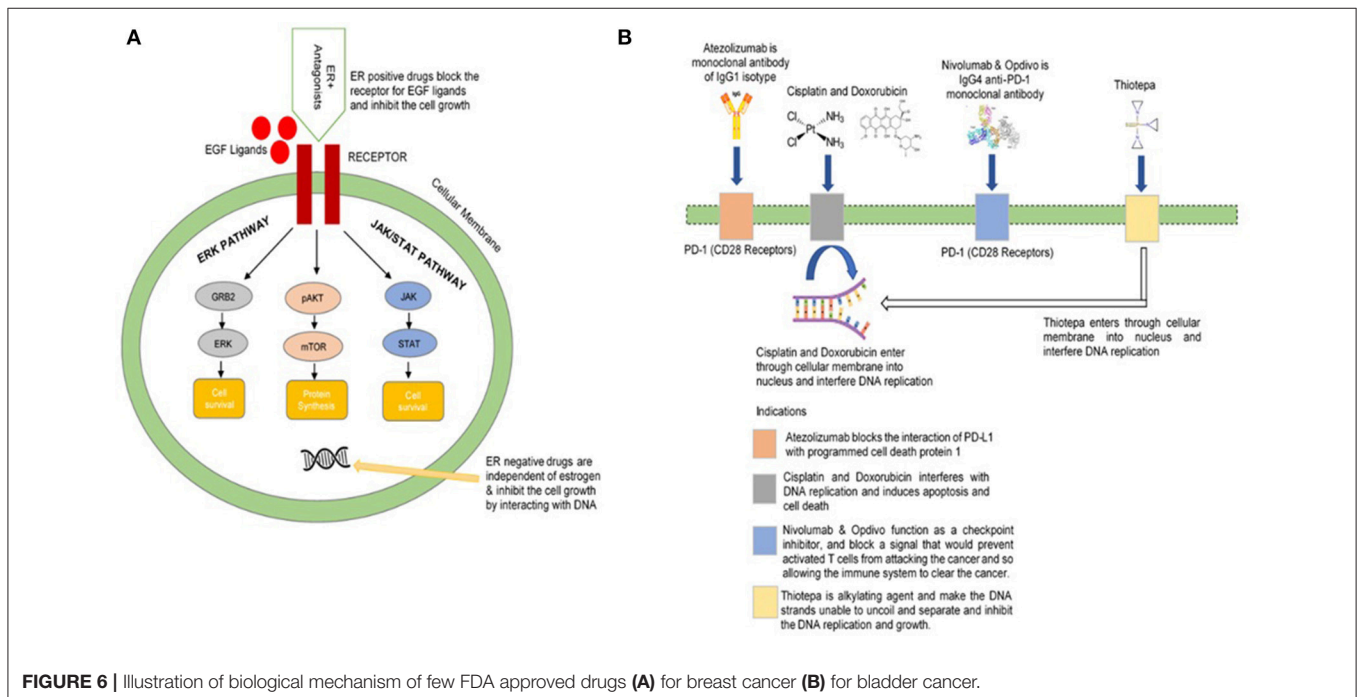 A
ER+
Antagonists
ER positive drugs block the
receptor for EGF ligands
and inhibit the cell growth
EGF Ligands
RECEPTOR
Cellular Membrane
ERK PATHWAY
JAK/STAT PATHWAY
GRB2
pAKT
JAK
ERK
mTOR
STAT
Cell
survival
Protein
Synthesis
Cell
survival
ER negative drugs are
independent of estrogen
& inhibit the cell growth
by interacting with DNA
B
Atezolizumab is
monoclonal antibody
of IgG1 isotype
IgG
Cisplatin and Doxorubicin
Cl
NH₃
Pt
Cl
NH₃
Nivolumab & Opdivo is
IgG4 anti-PD-1
monoclonal antibody
Thiotepa
PD-1 (CD28 Receptors)
PD-1 (CD28 Receptors)
Cisplatin and Doxorubicin enter
through cellular membrane into
nucleus and interfere DNA replication
Thiotepa enters through cellular
membrane into nucleus and
interfere DNA replication
Indications
Atezolizumab blocks the interaction of PD-L1
with programmed cell death protein 1
Cisplatin and Doxorubicin interferes with
DNA replication and induces apoptosis and
cell death
Nivolumab & Opdivo function as a checkpoint
inhibitor, and block a signal that would prevent
activated T cells from attacking the cancer and so
allowing the immune system to clear the cancer.
Thiotepa is alkylating agent and make the DNA
strands unable to uncoil and separate and inhibit
the DNA replication and growth.
FIGURE 6 | Illustration of biological mechanism of few FDA approved drugs (A) for breast cancer (B) for bladder cancer.